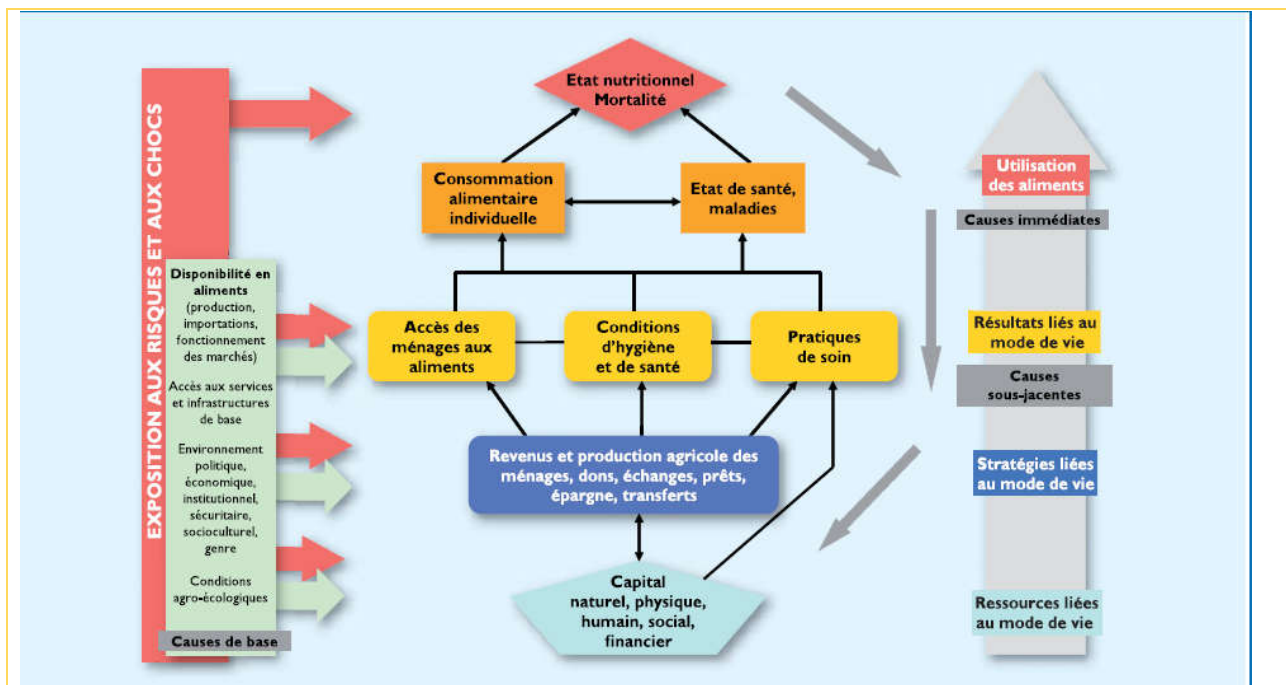 EXPOSITION AUX RISQUES ET AUX CHOCS
Disponibilité en
aliments
(production,
importations,
fonctionnement
des marchés)
Accès aux services
et infrastructures
de base
Environnement
politique,
économique,
institutionnel,
sécuritaire,
socioculturel,
genre
Conditions
agro-écologiques
Causes de base
Etat nutritionnel
Mortalité
Consommation
alimentaire
individuelle
Etat de santé,
maladies
Accès des
ménages aux
aliments
Conditions
d'hygiène
et de santé
Pratiques
de soin
Revenus et production agricole des
ménages, dons, échanges, prêts,
épargne, transferts
Capital
naturel, physique,
humain, social,
financier
Utilisation
des aliments
Causes immédiates
Résultats liés au
mode de vie
Causes
sous-jacentes
Stratégies liées
au mode de vie
Ressources liées
au mode de vie